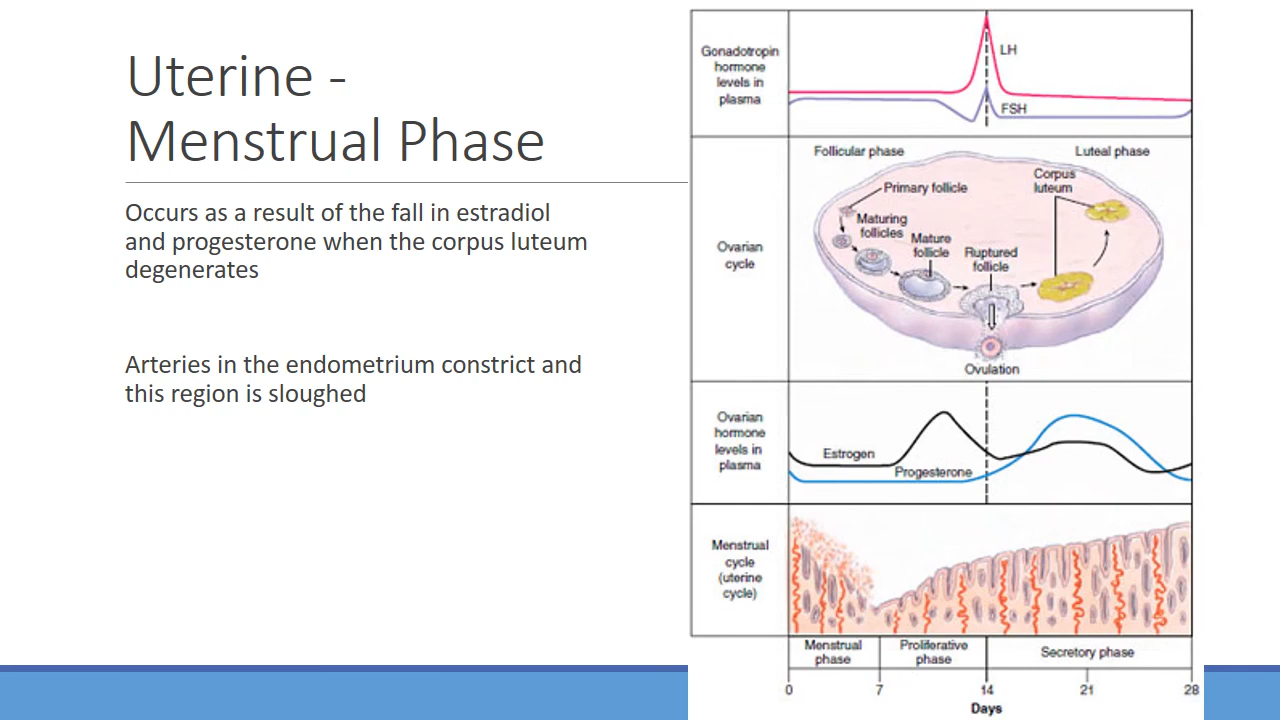 Uterine -
Menstrual Phase
Occurs as a result of the fall in estradiol
and progesterone when the corpus luteum
degenerates
Arteries in the endometrium constrict and
this region is sloughed
Gonadotropin
hormone
levels in
plasma
LH
FSH
Ovarian
cycle
Follicular phase
Luteal phase
Primary follicle
Maturing
follicles
Mature
follicle
Ruptured
follicle
Corpus
luteum
Ovulation
Ovarian
hormone
levels in
plasma
Estrogen
Progesterone
Menstrual
cycle
(uterine
cycle)
Menstrual
phase
Proliferative
phase
Secretory phase
0 7 14 21 28
Days